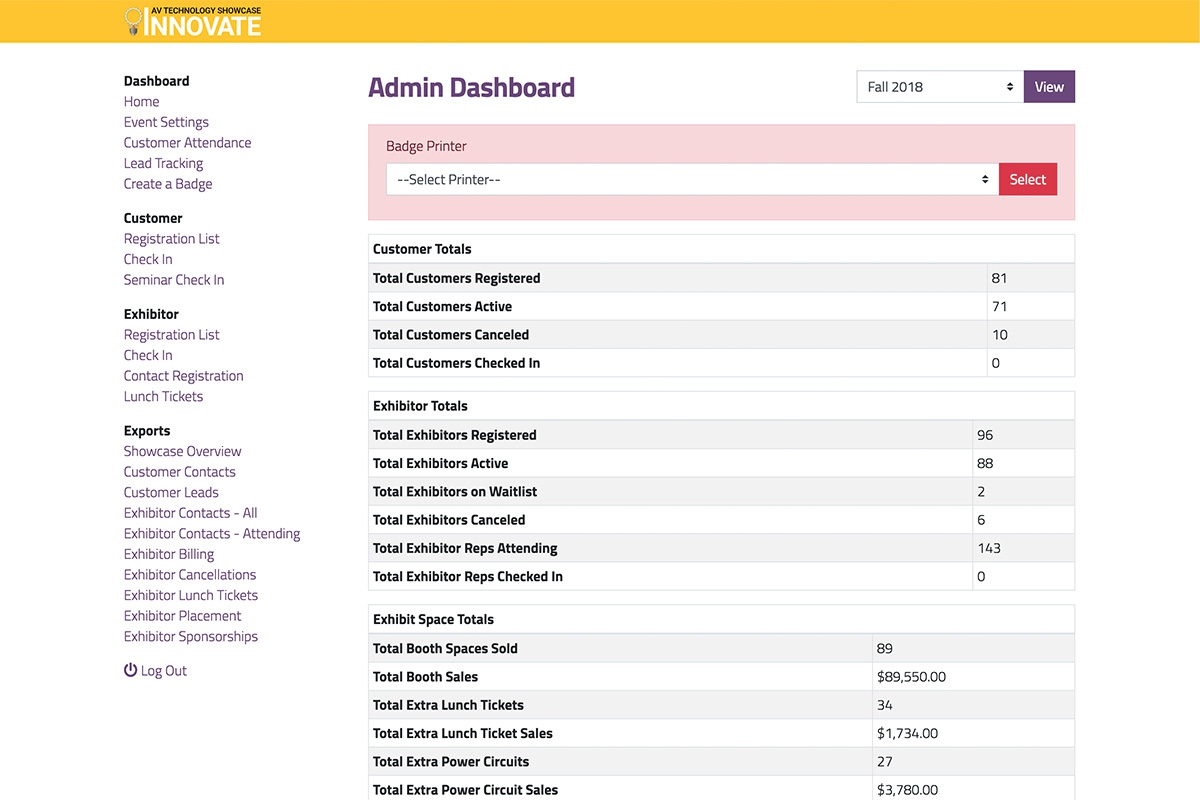 AV TECHNOLOGY SHOWCASE
INNOVATE
Dashboard
Home
Event Settings
Customer Attendance
Lead Tracking
Create a Badge
Customer
Registration List
Check In
Seminar Check In
Exhibitor
Registration List
Check In
Contact Registration
Lunch Tickets
Exports
Showcase Overview
Customer Contacts
Customer Leads
Exhibitor Contacts - All
Exhibitor Contacts - Attending
Exhibitor Billing
Exhibitor Cancellations
Exhibitor Lunch Tickets
Exhibitor Placement
Exhibitor Sponsorships
Log Out
Admin Dashboard
Fall 2018
View
Badge Printer
--Select Printer--
Select
Customer Totals
Total Customers Registered 81
Total Customers Active 71
Total Customers Canceled 10
Total Customers Checked In 0
Exhibitor Totals
Total Exhibitors Registered 96
Total Exhibitors Active 88
Total Exhibitors on Waitlist 2
Total Exhibitors Canceled 6
Total Exhibitor Reps Attending 143
Total Exhibitor Reps Checked In 0
Exhibit Space Totals
Total Booth Spaces Sold 89
Total Booth Sales $89,550.00
Total Extra Lunch Tickets 34
Total Extra Lunch Ticket Sales $1,734.00
Total Extra Power Circuits 27
Total Extra Power Circuit Sales $3,780.00